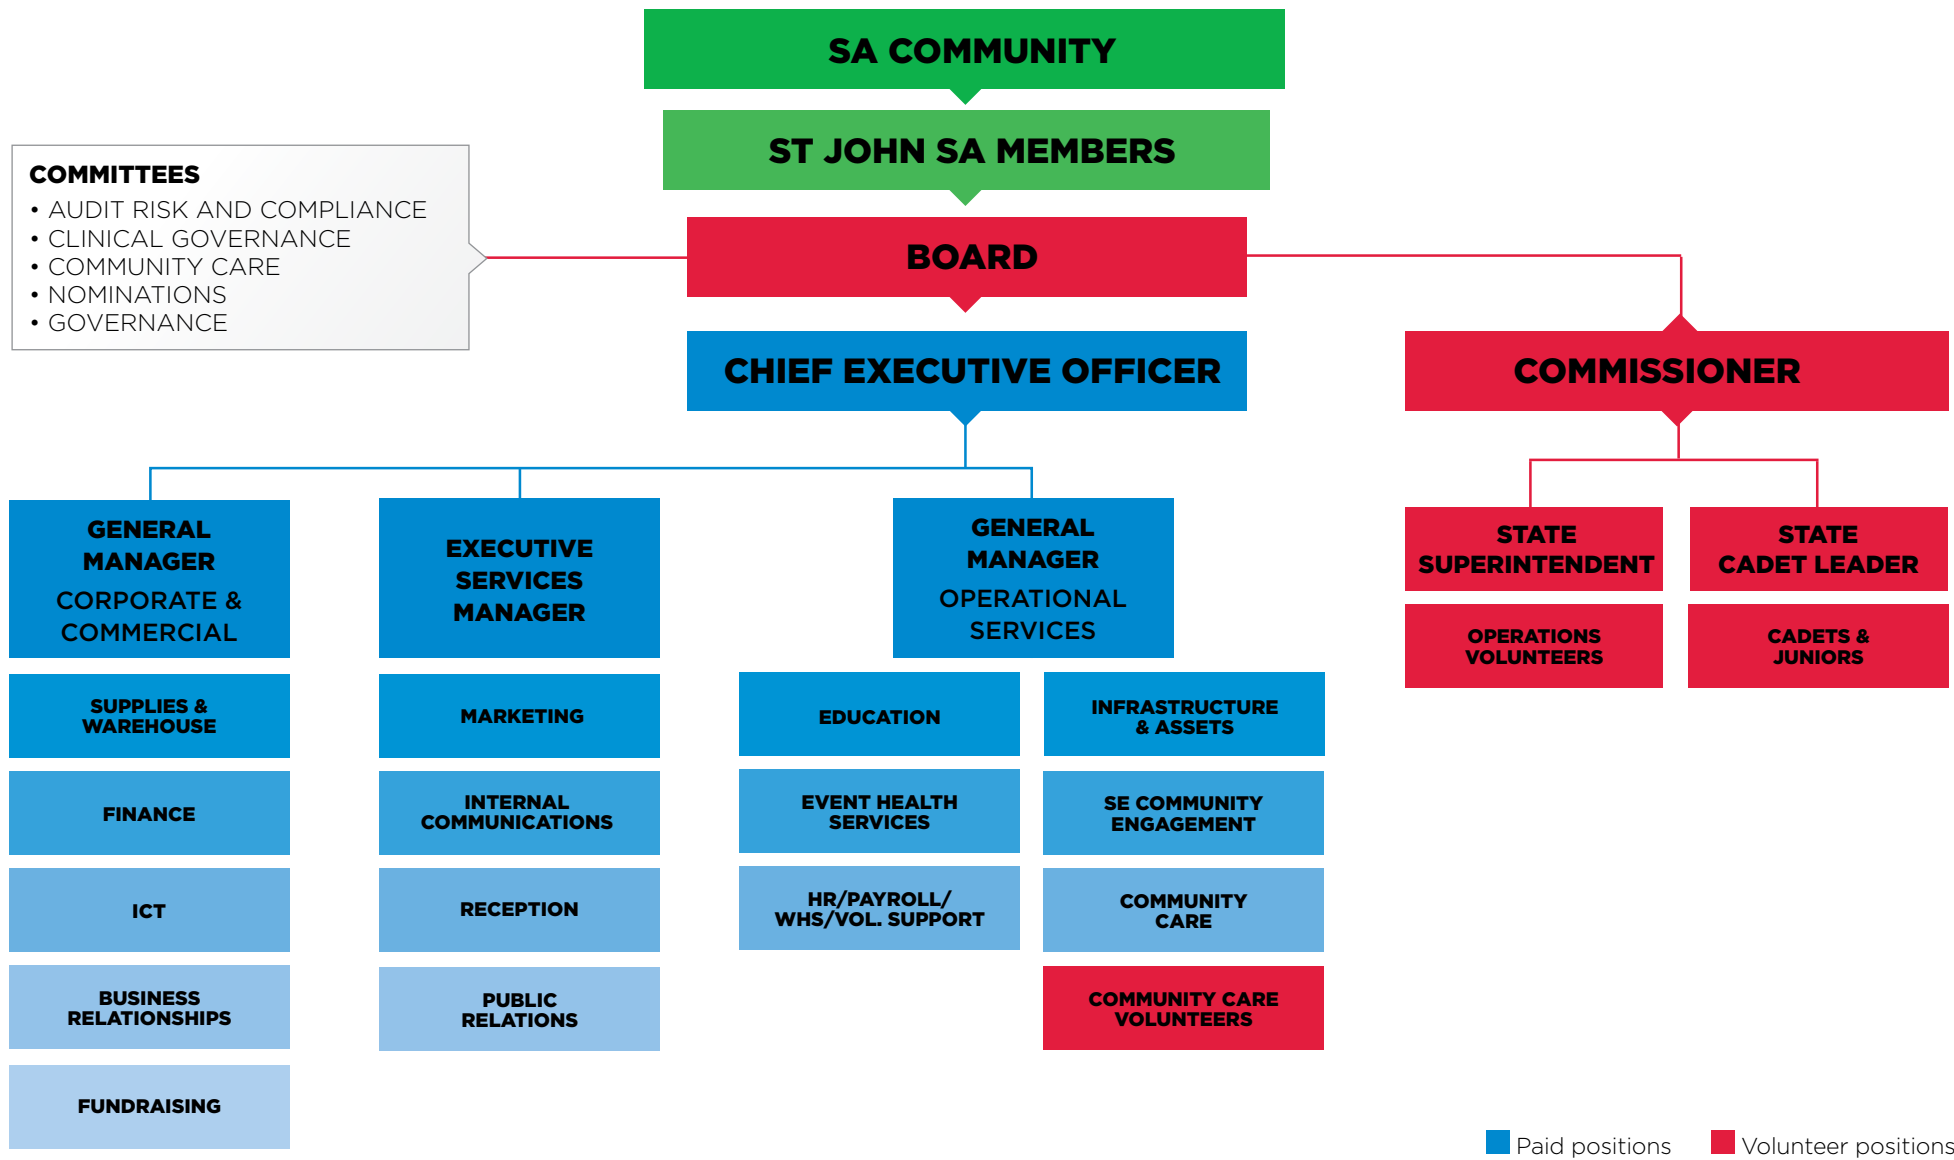 SA COMMUNITY
ST JOHN SA MEMBERS
COMMITTEES
• AUDIT RISK AND COMPLIANCE
• CLINICAL GOVERNANCE
• COMMUNITY CARE
• NOMINATIONS
• GOVERNANCE
BOARD
CHIEF EXECUTIVE OFFICER
COMMISSIONER
GENERAL
MANAGER
CORPORATE &
COMMERCIAL
SUPPLIES &
WAREHOUSE
FINANCE
ICT
BUSINESS
RELATIONSHIPS
FUNDRAISING
EXECUTIVE
SERVICES
MANAGER
MARKETING
INTERNAL
COMMUNICATIONS
RECEPTION
PUBLIC
RELATIONS
GENERAL
MANAGER
OPERATIONAL
SERVICES
EDUCATION
EVENT HEALTH
SERVICES
HR/PAYROLL/
WHS/VOL. SUPPORT
INFRASTRUCTURE
& ASSETS
SE COMMUNITY
ENGAGEMENT
COMMUNITY
CARE
COMMUNITY CARE
VOLUNTEERS
STATE
SUPERINTENDENT
OPERATIONS
VOLUNTEERS
STATE
CADET LEADER
CADETS &
JUNIORS
Paid positions
Volunteer positions